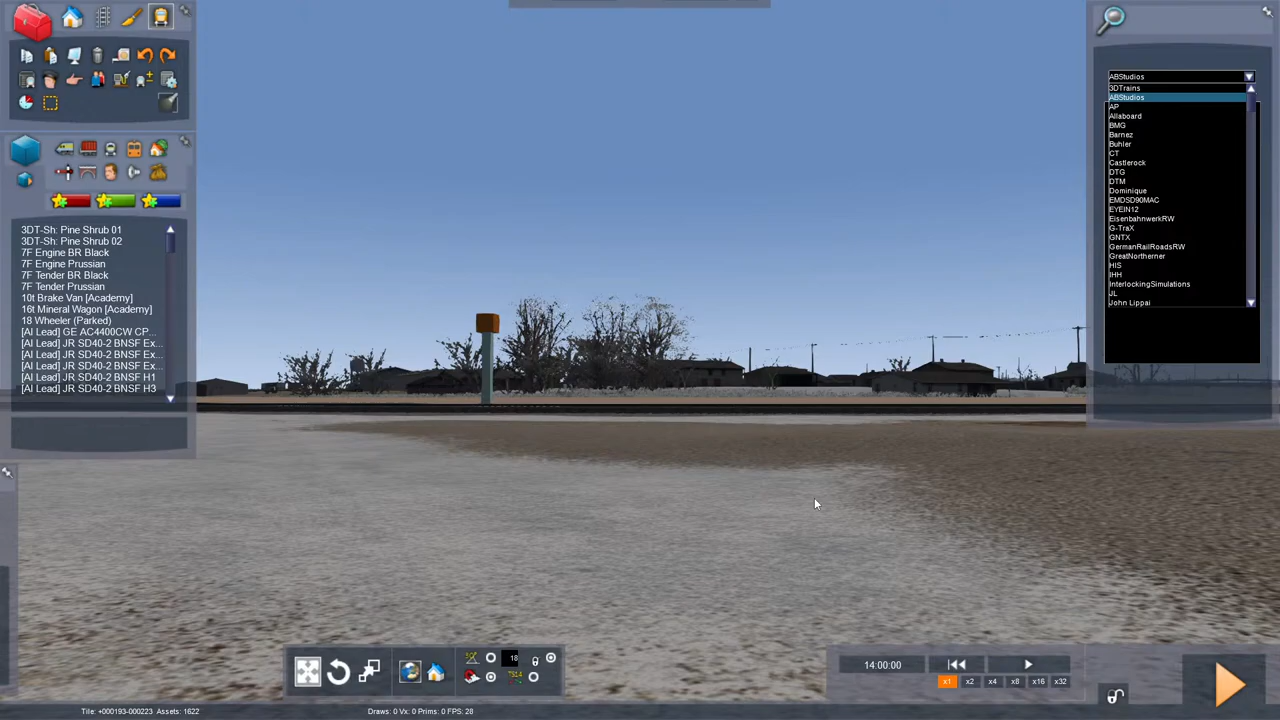 3DT-Sh: Pine Shrub 01
3DT-Sh: Pine Shrub 02
7F Engine BR Black
7F Engine Prussian
7F Tender BR Black
7F Tender Prussian
10t Brake Van [Academy]
16t Mineral Wagon [Academy]
18 Wheeler (Parked)
[AI Lead] GE AC4400CW CP...
[AI Lead] JR SD40-2 BNSF Ex...
[AI Lead] JR SD40-2 BNSF Ex...
[AI Lead] JR SD40-2 BNSF Ex...
[AI Lead] JR SD40-2 BNSF H1
[AI Lead] JR SD40-2 BNSF H3
ABStudios
3DTrains
ABStudios
AP
Allaboard
BMG
Barnez
Buhler
CT
Castlerock
DTG
DTM
Dominique
EMDSD90MAC
EYEIN12
EisenbahnwerkRW
G-TraX
GNTX
GermanRailRoadsRW
GreatNortherner
HIS
IHH
InterlockingSimulations
JL
John Lippai
18
14:00:00
x1 x2 x4 x8 x16 x32
Tile: +000193-000223 Assets: 1622
Draws: 0 Vx: 0 Prims: 0 FPS: 28